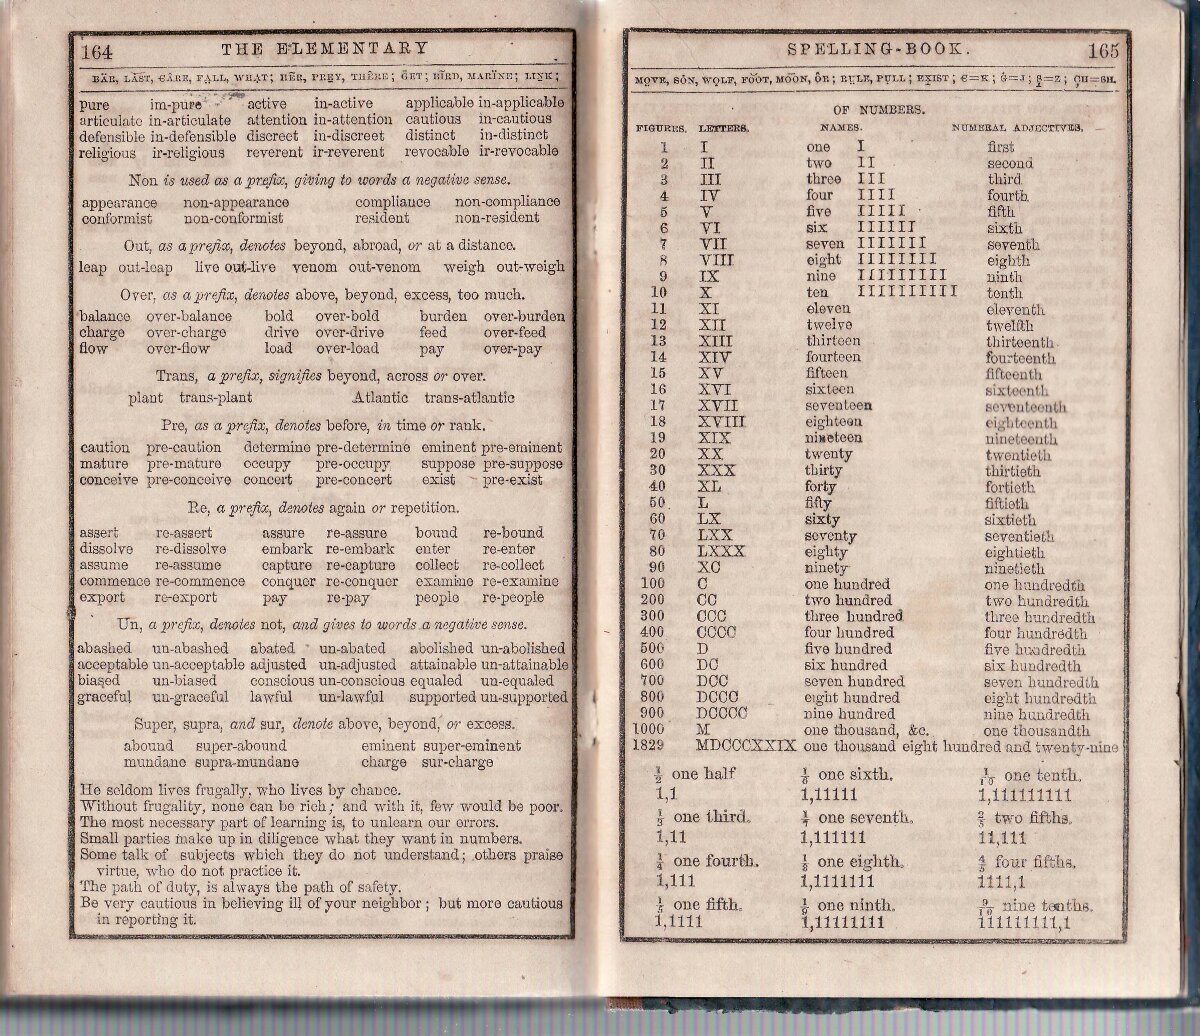 164 THE ELEMENTARY
BÄR, LȦST, CÂRE, FALL, WHAT; HĒR, PREY, THÊRE; GET; BÎRD, MARÏNE; LINK;
pure im-pure active in-active applicable in-applicable
articulate in-articulate attention in-attention cautious in-cautious
defensible in-defensible discreet in-discreet distinct in-distinct
religious ir-religious reverent ir-reverent revocable ir-revocable
Non is used as a prefix, giving to words a negative sense.
appearance non-appearance compliance non-compliance
conformist non-conformist resident non-resident
Out, as a prefix, denotes beyond, abroad, or at a distance.
leap out-leap live out-live venom out-venom weigh out-weigh
Over, as a prefix, denotes above, beyond, excess, too much.
balance over-balance bold over-bold burden over-burden
charge over-charge drive over-drive feed over-feed
flow over-flow load over-load pay over-pay
Trans, a prefix, signifies beyond, across or over.
plant trans-plant Atlantic trans-atlantic
Pre, as a prefix, denotes before, in time or rank.
caution pre-caution determine pre-determine eminent pre-eminent
mature pre-mature occupy pre-occupy suppose pre-suppose
conceive pre-conceive concert pre-concert exist pre-exist
Re, a prefix, denotes again or repetition.
assert re-assert assure re-assure bound re-bound
dissolve re-dissolve embark re-embark enter re-enter
assume re-assume capture re-capture collect re-collect
commence re-commence conquer re-conquer examine re-examine
export re-export pay re-pay people re-people
Un, a prefix, denotes not, and gives to words a negative sense.
abashed un-abashed abated un-abated abolished un-abolished
acceptable un-acceptable adjusted un-adjusted attainable un-attainable
biased un-biased conscious un-conscious equaled un-equaled
graceful un-graceful lawful un-lawful supported un-supported
Super, supra, and sur, denote above, beyond, or excess.
abound super-abound eminent super-eminent
mundane supra-mundane charge sur-charge
He seldom lives frugally, who lives by chance.
Without frugality, none can be rich; and with it, few would be poor.
The most necessary part of learning is, to unlearn our errors.
Small parties make up in diligence what they want in numbers.
Some talk of subjects which they do not understand; others praise
virtue, who do not practice it.
The path of duty, is always the path of safety.
Be very cautious in believing ill of your neighbor; but more cautious
in reporting it.
SPELLING-BOOK. 165
MOVE, SON, WOLF, FOOT, MOON, ÔR; RULE, PULL; EXIST; C=K; G=J; S=Z; CH=SH.
OF NUMBERS.
FIGURES. LETTERS. NAMES. NUMERAL ADJECTIVES.
1 I one I first
2 II two II second
3 III three III third
4 IV four IIII fourth
5 V five IIIII fifth
6 VI six IIIIII sixth
7 VII seven IIIIIII seventh
8 VIII eight IIIIIIII eighth
9 IX nine IIIIIIIII ninth
10 X ten IIIIIIIIII tenth
11 XI eleven eleventh
12 XII twelve twelfth
13 XIII thirteen thirteenth
14 XIV fourteen fourteenth
15 XV fifteen fifteenth
16 XVI sixteen sixteenth
17 XVII seventeen seventeenth
18 XVIII eighteen eighteenth
19 XIX nineteen nineteenth
20 XX twenty twentieth
30 XXX thirty thirtieth
40 XL forty fortieth
50 L fifty fiftieth
60 LX sixty sixtieth
70 LXX seventy seventieth
80 LXXX eighty eightieth
90 XC ninety ninetieth
100 C one hundred one hundredth
200 CC two hundred two hundredth
300 CCC three hundred three hundredth
400 CCCC four hundred four hundredth
500 D five hundred five hundredth
600 DC six hundred six hundredth
700 DCC seven hundred seven hundredth
800 DCCC eight hundred eight hundredth
900 DCCCC nine hundred nine hundredth
1000 M one thousand, &c. one thousandth
1829 MDCCCXXIX one thousand eight hundred and twenty-nine
1/2 one half 1/6 one sixth. 1/10 one tenth.
1,1 1,11111 1,111111111
1/3 one third. 1/7 one seventh. 2/5 two fifths.
1,11 1,111111 11,111
1/4 one fourth. 1/8 one eighth. 4/5 four fifths.
1,111 1,1111111 1111,1
1/5 one fifth. 1/9 one ninth. 9/10 nine tenths.
1,1111 1,11111111 111111111,1